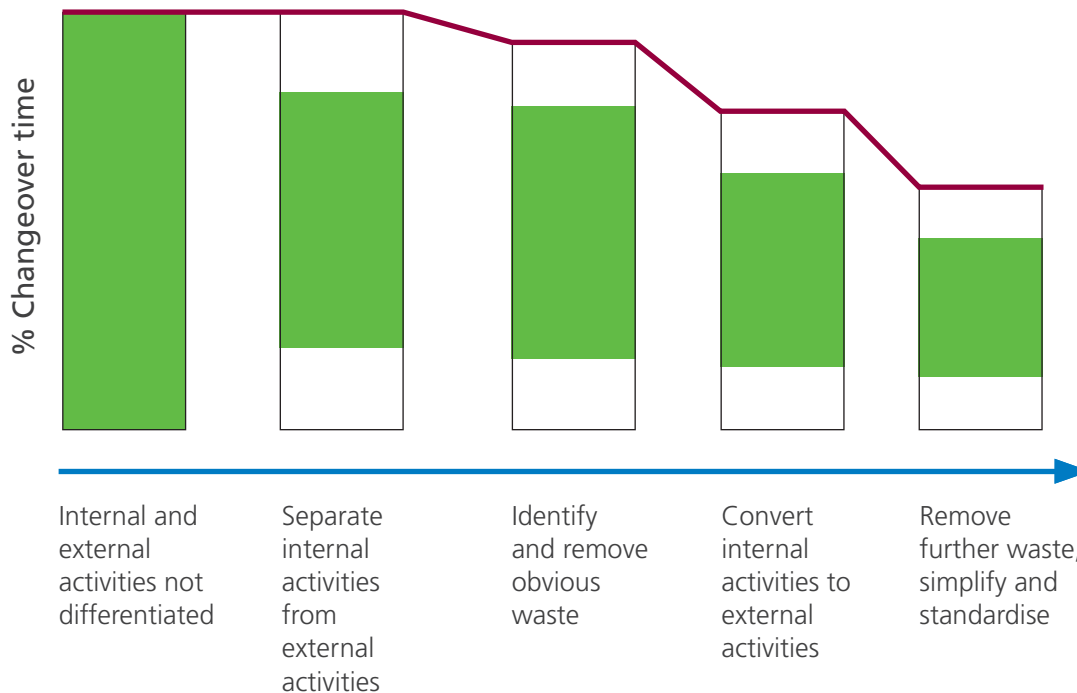 % Changeover time
Internal and
external
activities not
differentiated
Separate
internal
activities
from
external
activities
Identify
and remove
obvious
waste
Convert
internal
activities to
external
activities
Remove
further waste,
simplify and
standardise